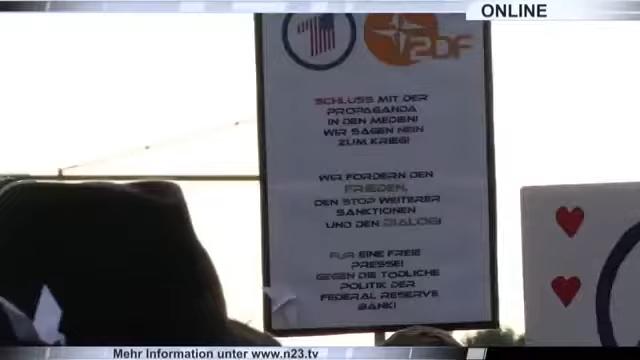 ONLINE
1
ZDF
SCHLUSS MIT DER
PROPAGANDA
IN DEN MEDIEN!
WIR SAGEN NEIN
ZUM KRIEG!
WIR FORDERN DEN
FRIEDEN,
DEN STOP WEITERER
SANKTIONEN
UND DEN DIALOG!
FÜR EINE FREIE
PRESSE!
GEGEN DIE TÖDLICHE
POLITIK DER
FEDERAL RESERVE
BANK!
Mehr Information unter www.n23.tv